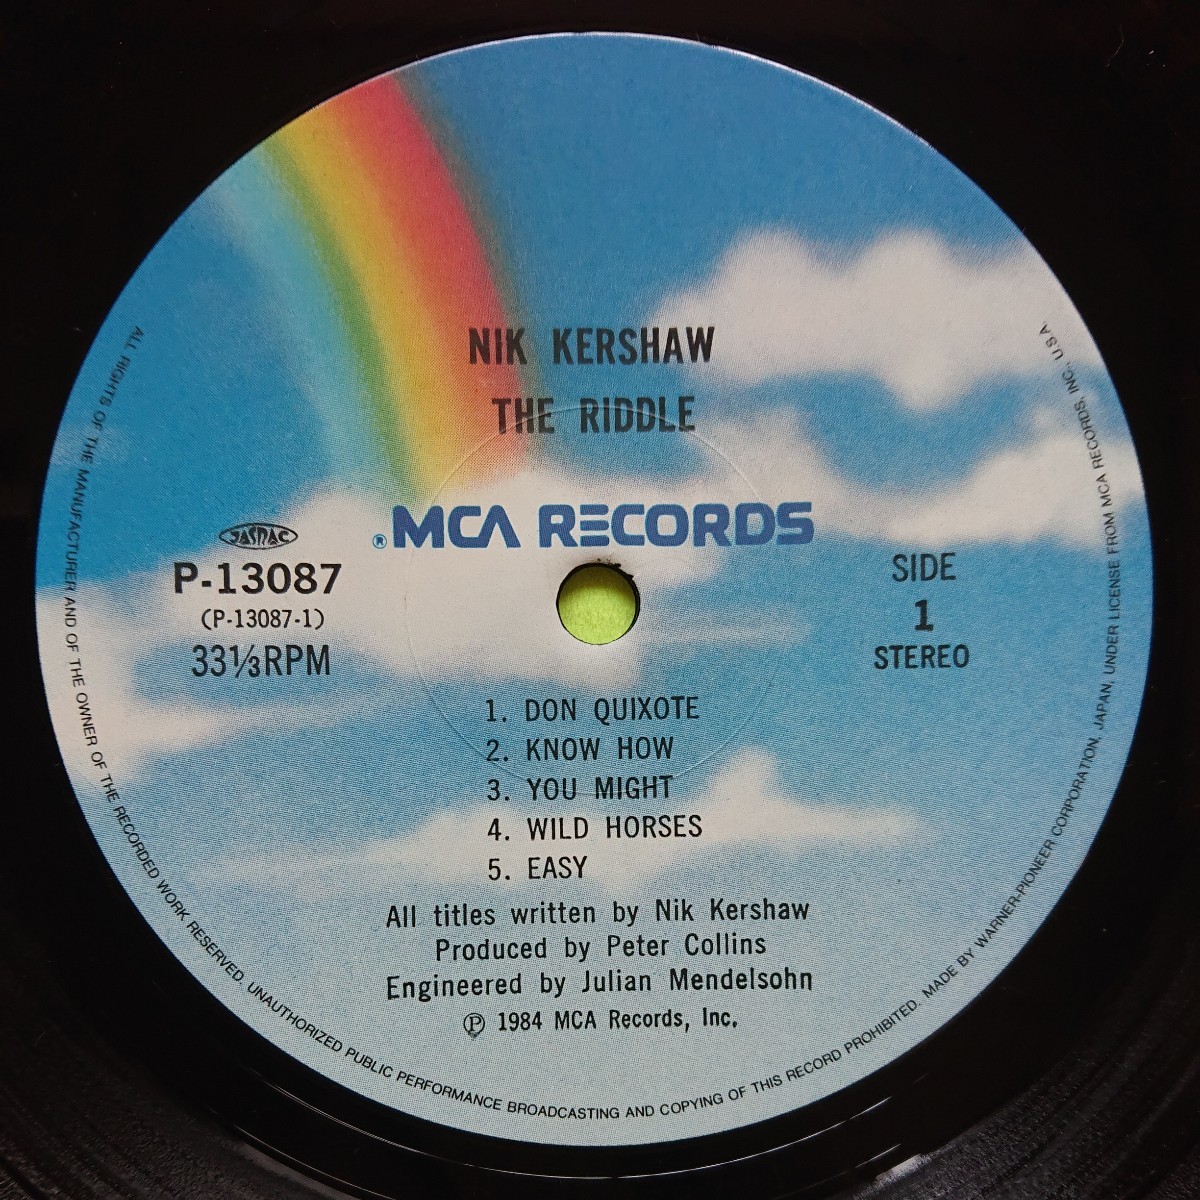 NIK KERSHAW
THE RIDDLE
® MCA RECORDS
JASRAC
P-13087
(P-13087-1)
33⅓RPM
SIDE
1
STEREO
1. DON QUIXOTE
2. KNOW HOW
3. YOU MIGHT
4. WILD HORSES
5. EASY
All titles written by Nik Kershaw
Produced by Peter Collins
Engineered by Julian Mendelsohn
℗ 1984 MCA Records, Inc.
ALL RIGHTS OF THE MANUFACTURER AND OF THE OWNER OF THE RECORDED WORK RESERVED. UNAUTHORIZED PUBLIC PERFORMANCE BROADCASTING AND COPYING OF THIS RECORD PROHIBITED. MADE BY WARNER-PIONEER CORPORATION, JAPAN, UNDER LICENSE FROM MCA RECORDS, INC., U.S.A.